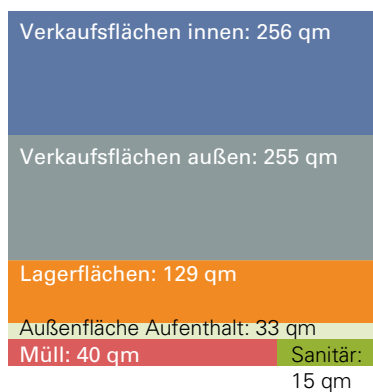 Verkaufsflächen innen: 256 qm
Verkaufsflächen außen: 255 qm
Lagerflächen: 129 qm
Außenfläche Aufenthalt: 33 qm
Müll: 40 qm
Sanitär:
15 qm